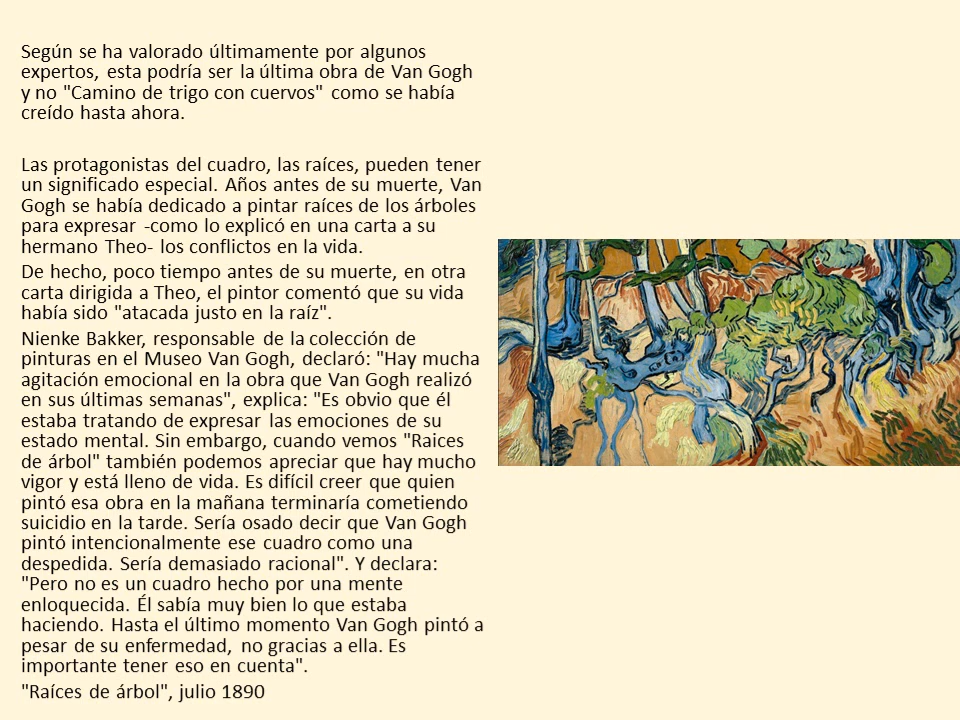 Según se ha valorado últimamente por algunos
expertos, esta podría ser la última obra de Van Gogh
y no "Camino de trigo con cuervos" como se había
creído hasta ahora.
Las protagonistas del cuadro, las raíces, pueden tener
un significado especial. Años antes de su muerte, Van
Gogh se había dedicado a pintar raíces de los árboles
para expresar -como lo explicó en una carta a su
hermano Theo- los conflictos en la vida.
De hecho, poco tiempo antes de su muerte, en otra
carta dirigida a Theo, el pintor comentó que su vida
había sido "atacada justo en la raíz".
Nienke Bakker, responsable de la colección de
pinturas en el Museo Van Gogh, declaró: "Hay mucha
agitación emocional en la obra que Van Gogh realizó
en sus últimas semanas", explica: "Es obvio que él
estaba tratando de expresar las emociones de su
estado mental. Sin embargo, cuando vemos "Raices
de árbol" también podemos apreciar que hay mucho
vigor y está lleno de vida. Es difícil creer que quien
pintó esa obra en la mañana terminaría cometiendo
suicidio en la tarde. Sería osado decir que Van Gogh
pintó intencionalmente ese cuadro como una
despedida. Sería demasiado racional". Y declara:
"Pero no es un cuadro hecho por una mente
enloquecida. Él sabía muy bien lo que estaba
haciendo. Hasta el último momento Van Gogh pintó a
pesar de su enfermedad, no gracias a ella. Es
importante tener eso en cuenta".
"Raíces de árbol", julio 1890